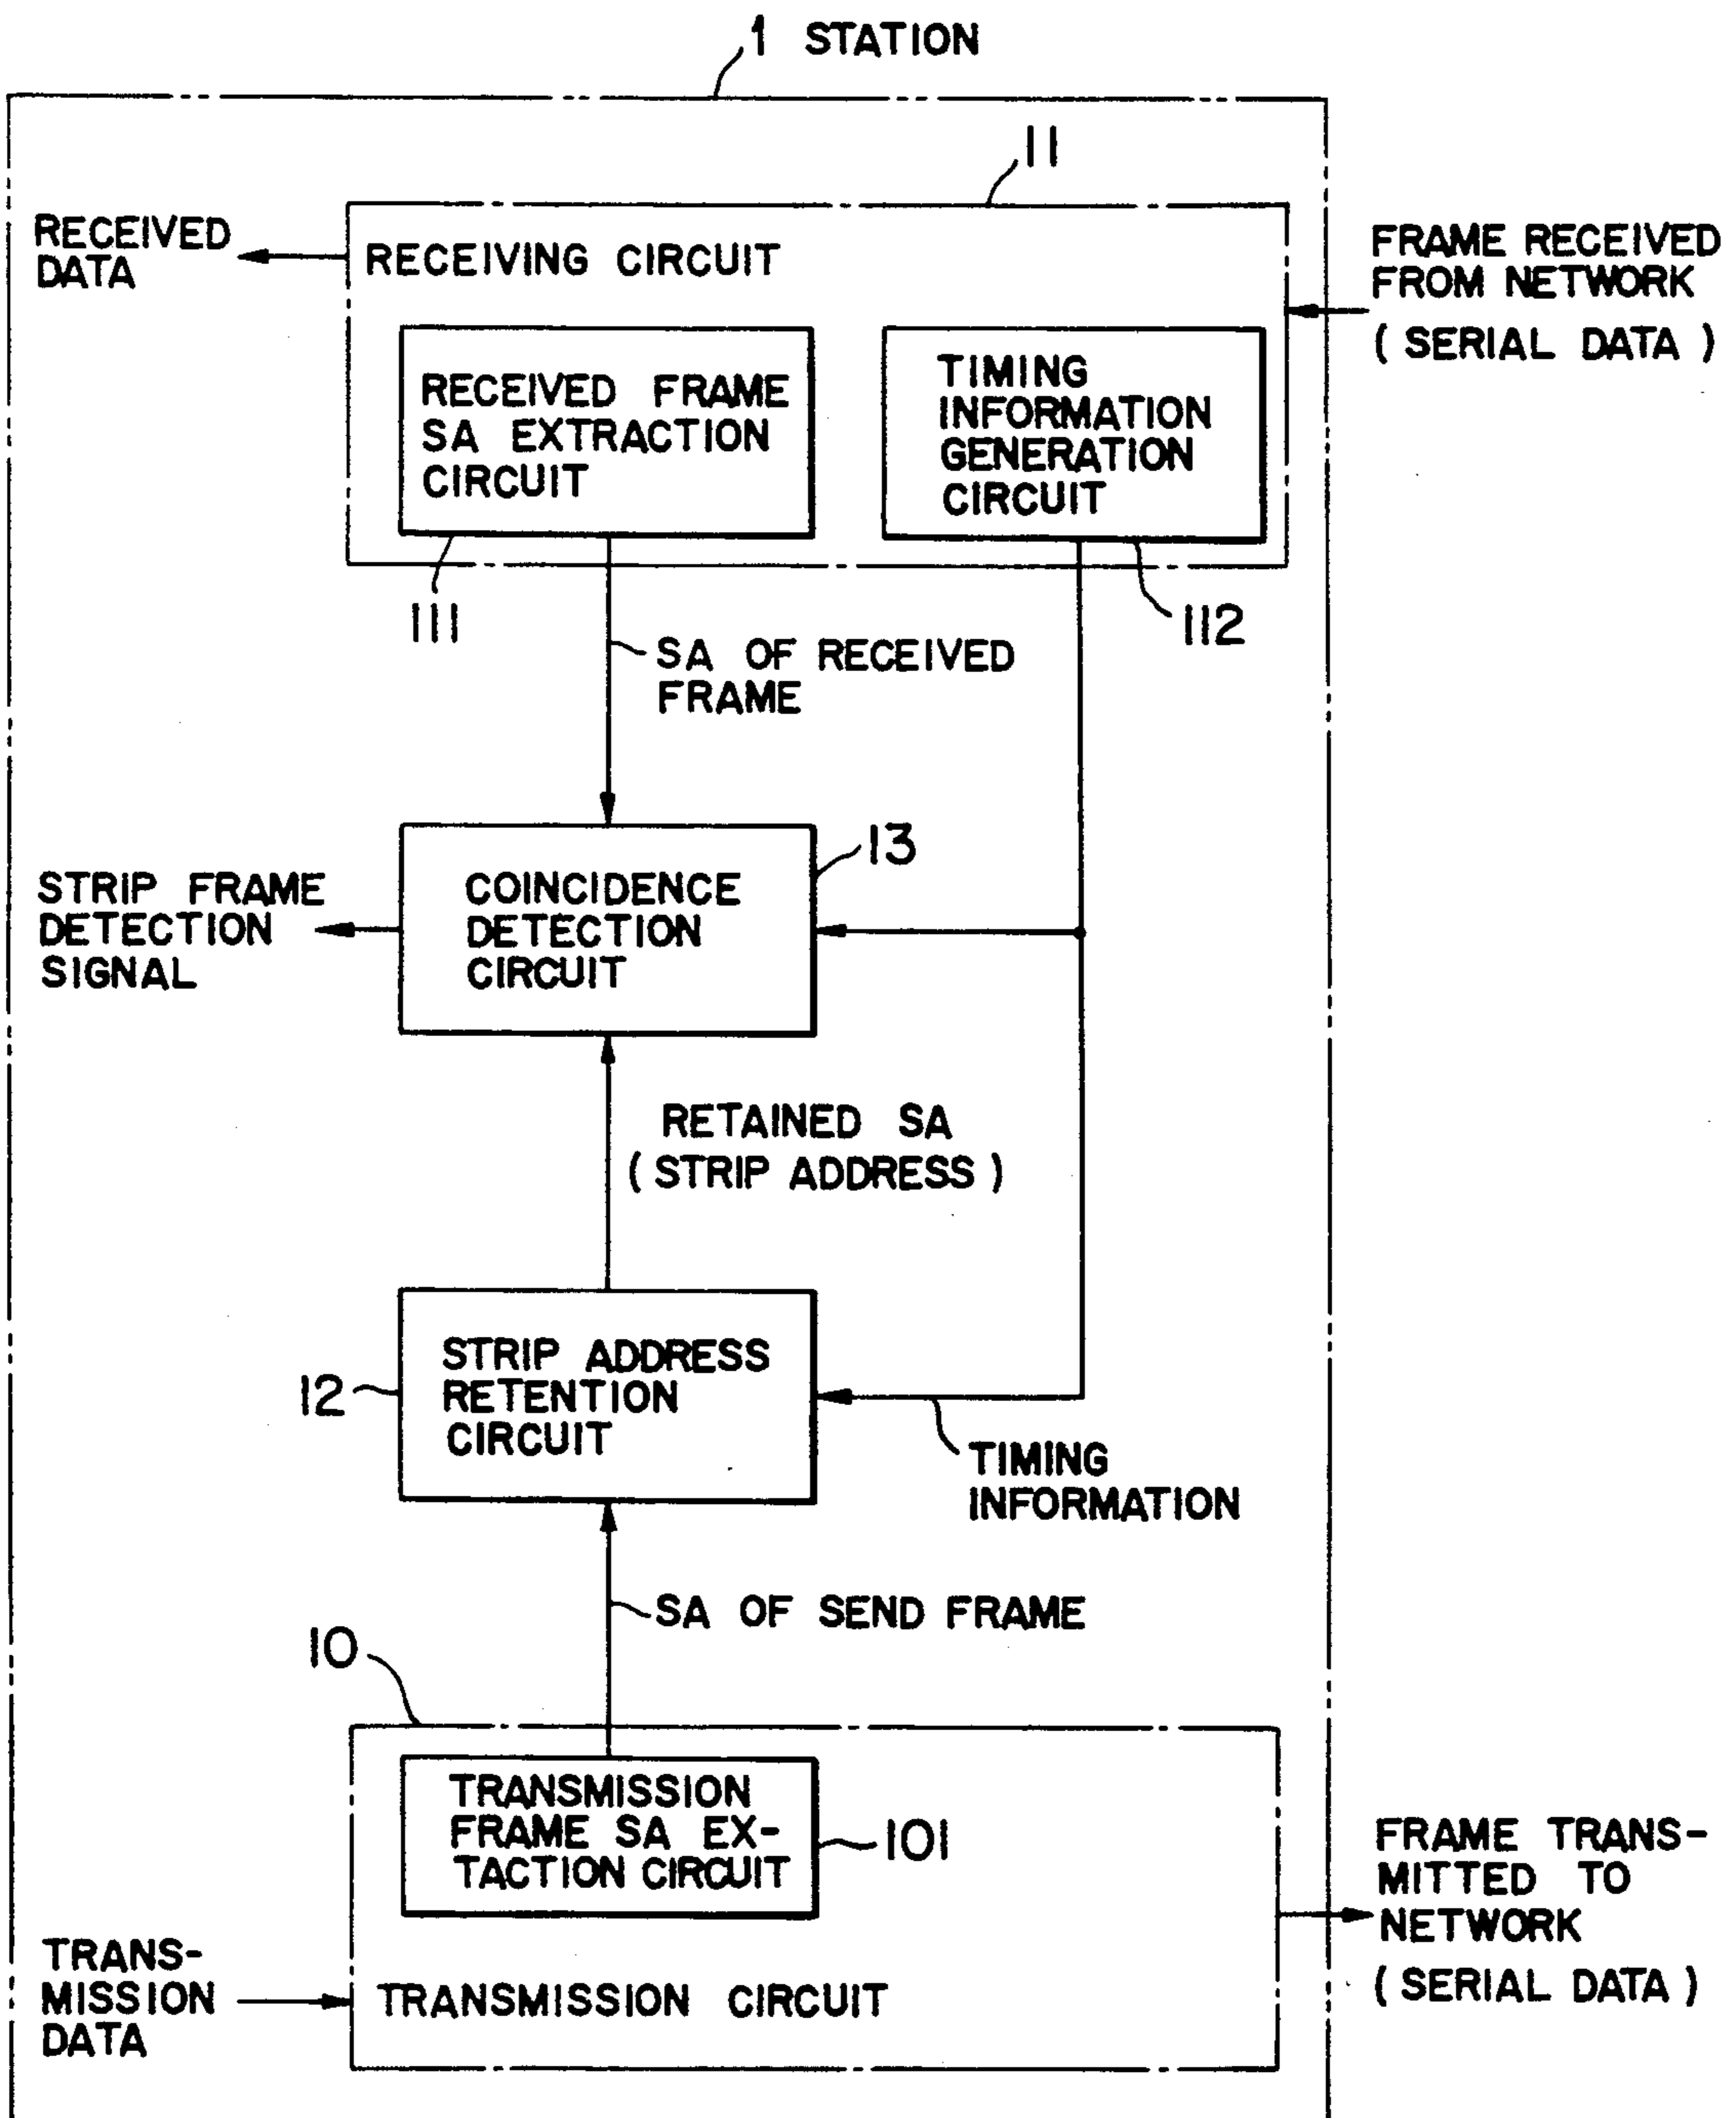 1 STATION
11
RECEIVED
DATA
RECEIVING CIRCUIT
FRAME RECEIVED
FROM NETWORK
( SERIAL DATA )
RECEIVED FRAME
SA EXTRACTION
CIRCUIT
TIMING
INFORMATION
GENERATION
CIRCUIT
111
112
SA OF RECEIVED
FRAME
13
STRIP FRAME
DETECTION
SIGNAL
COINCIDENCE
DETECTION
CIRCUIT
RETAINED SA
( STRIP ADDRESS )
12
STRIP ADDRESS
RETENTION
CIRCUIT
TIMING
INFORMATION
SA OF SEND FRAME
10
TRANSMISSION
FRAME SA EX-
TACTION CIRCUIT
101
FRAME TRANS-
MITTED TO
NETWORK
( SERIAL DATA )
TRANS-
MISSION
DATA
TRANSMISSION CIRCUIT